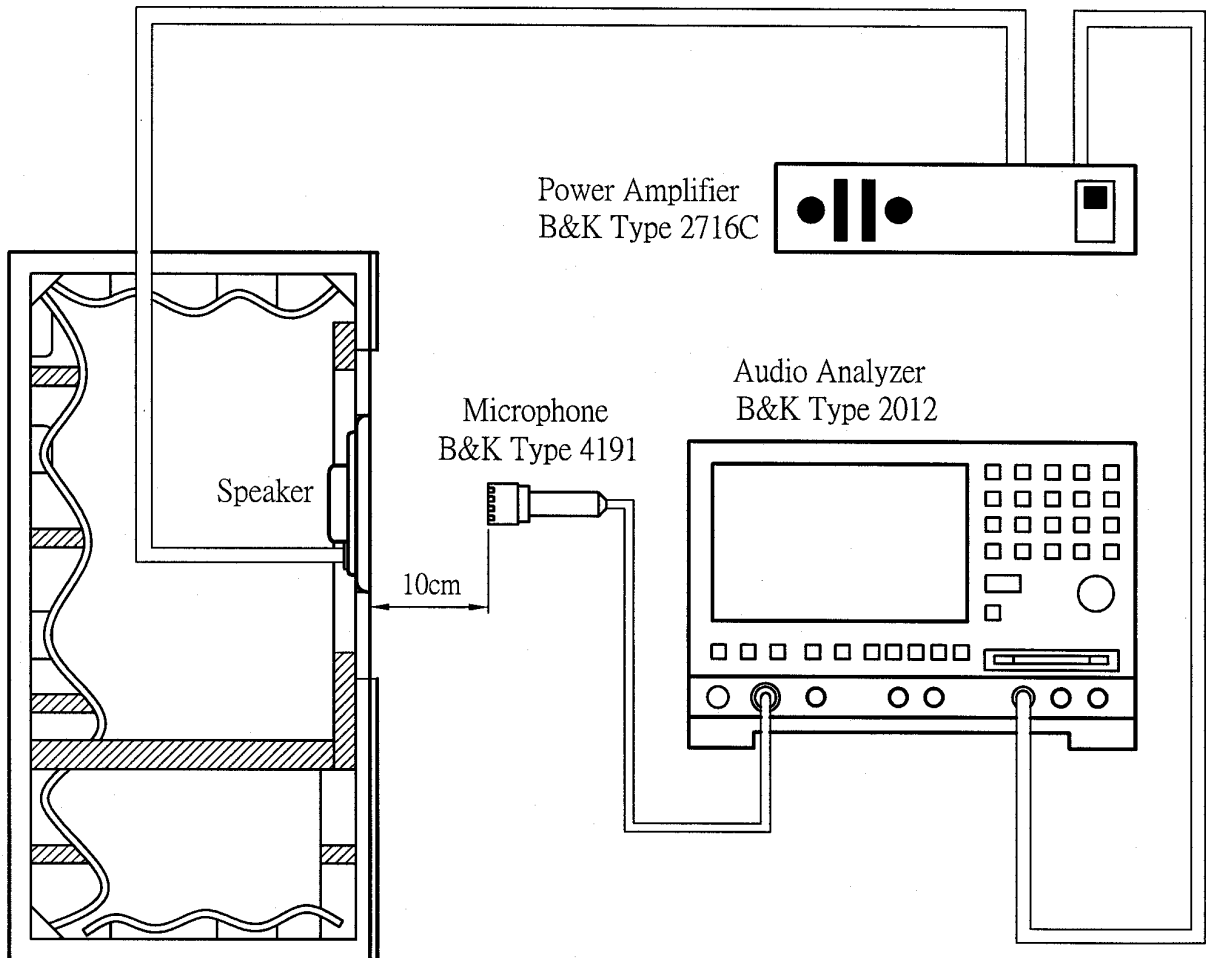 Power Amplifier
B&K Type 2716C
Audio Analyzer
B&K Type 2012
Microphone
B&K Type 4191
Speaker
10cm